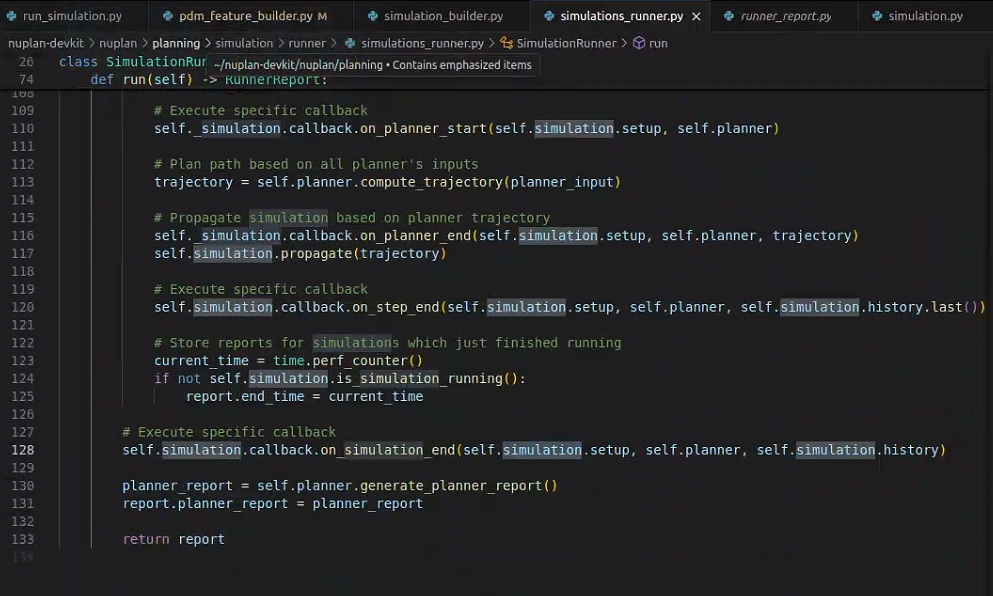 run_simulation.py pdm_feature_builder.py M simulation_builder.py simulations_runner.py × runner_report.py simulation.py
nuplan-devkit > nuplan > planning > simulation > runner > simulations_runner.py > SimulationRunner > run
26 class SimulationRun
~/nuplan-devkit/nuplan/planning • Contains emphasized items
74 def run(self) -> RunnerReport:
108
109 # Execute specific callback
110 self._simulation.callback.on_planner_start(self.simulation.setup, self.planner)
111
112 # Plan path based on all planner's inputs
113 trajectory = self.planner.compute_trajectory(planner_input)
114
115 # Propagate simulation based on planner trajectory
116 self._simulation.callback.on_planner_end(self.simulation.setup, self.planner, trajectory)
117 self.simulation.propagate(trajectory)
118
119 # Execute specific callback
120 self.simulation.callback.on_step_end(self.simulation.setup, self.planner, self.simulation.history.last())
121
122 # Store reports for simulations which just finished running
123 current_time = time.perf_counter()
124 if not self.simulation.is_simulation_running():
125 report.end_time = current_time
126
127 # Execute specific callback
128 self.simulation.callback.on_simulation_end(self.simulation.setup, self.planner, self.simulation.history)
129
130 planner_report = self.planner.generate_planner_report()
131 report.planner_report = planner_report
132
133 return report
134